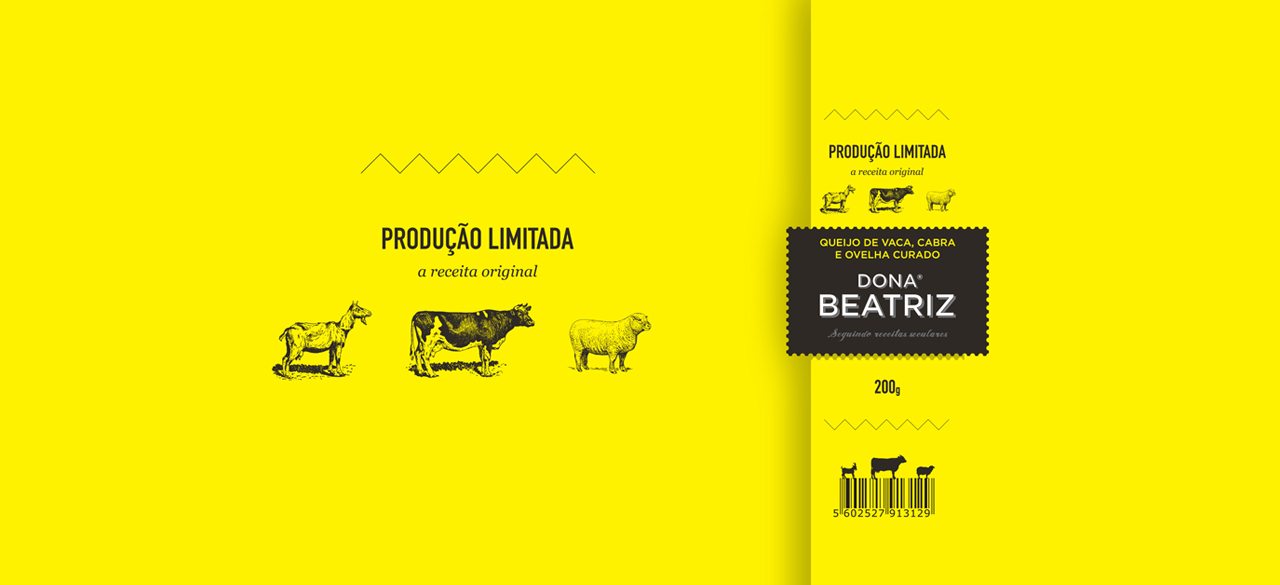 PRODUÇÃO LIMITADA
a receita original
PRODUÇÃO LIMITADA
a receita original
QUEIJO DE VACA, CABRA
E OVELHA CURADO
DONA®
BEATRIZ
Seguindo receitas seculares
200g
5 602527 913129